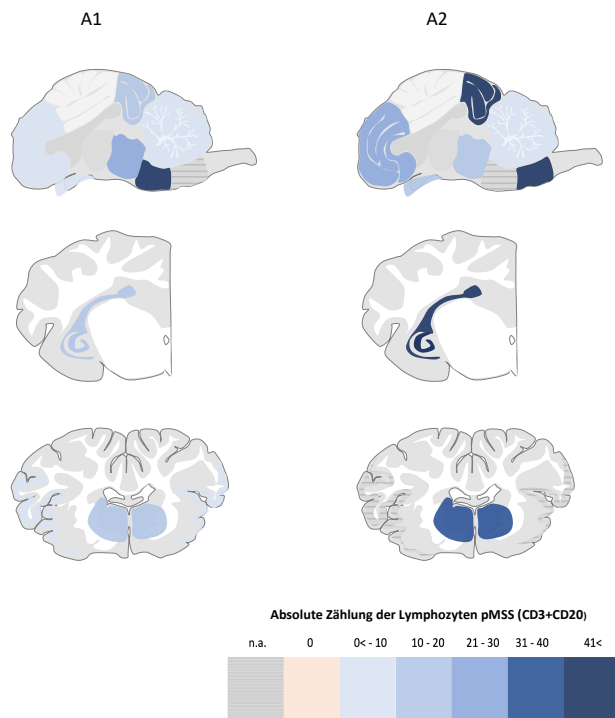 A1 A2
Absolute Zählung der Lymphozyten pMSS (CD3+CD20)
n.a. 0 0< - 10 10 - 20 21 - 30 31 - 40 41<